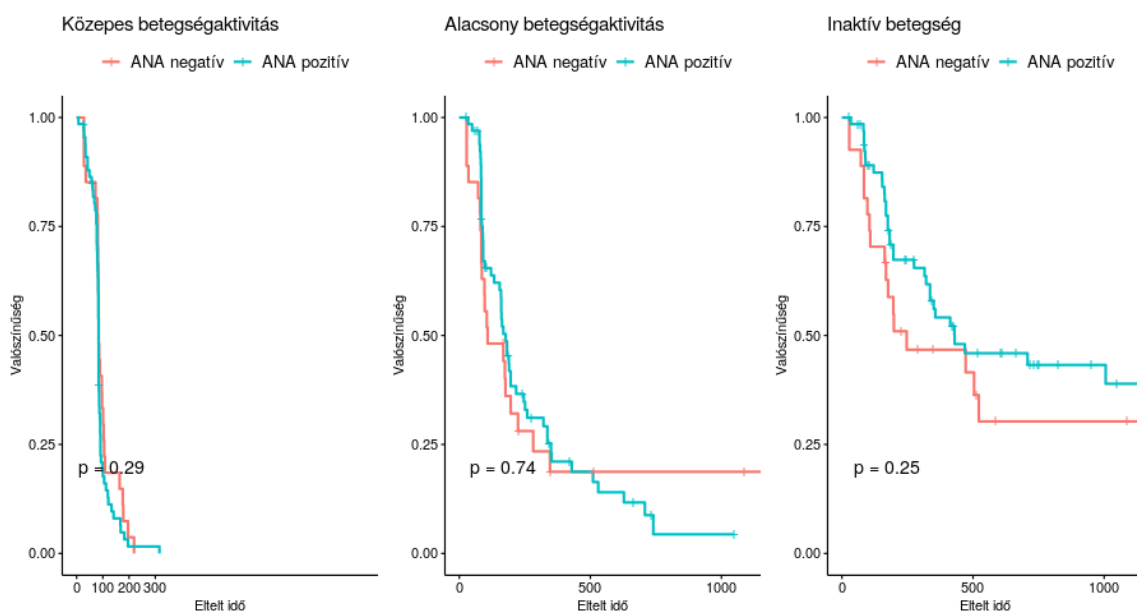 Közepes betegségaktivitás
ANA negatív ANA pozitív
1.00
0.75
0.50
0.25
0.00
Valószínűség
p = 0.29
0 100 200 300
Eltelt idő
Alacsony betegségaktivitás
ANA negatív ANA pozitív
1.00
0.75
0.50
0.25
0.00
Valószínűség
p = 0.74
0 500 1000
Eltelt idő
Inaktív betegség
ANA negatív ANA pozitív
1.00
0.75
0.50
0.25
0.00
Valószínűség
p = 0.25
0 500 1000
Eltelt idő